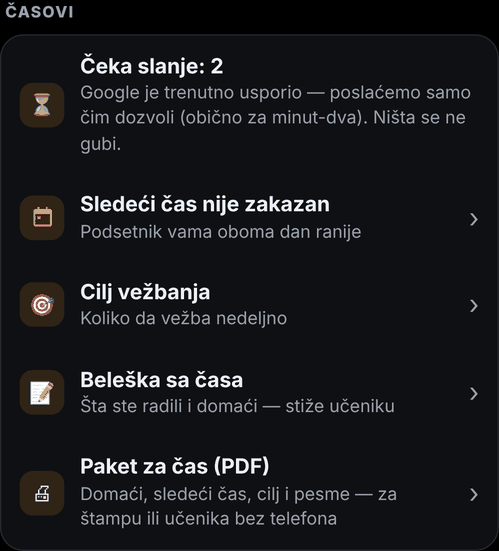 ČASOVI
Čeka slanje: 2
Google je trenutno usporio — poslaćemo samo
čim dozvoli (obično za minut-dva). Ništa se ne
gubi.
Sledeći čas nije zakazan
Podsetnik vama oboma dan ranije
Cilj vežbanja
Koliko da vežba nedeljno
Beleška sa časa
Šta ste radili i domaći — stiže učeniku
Paket za čas (PDF)
Domaći, sledeći čas, cilj i pesme — za
štampu ili učenika bez telefona